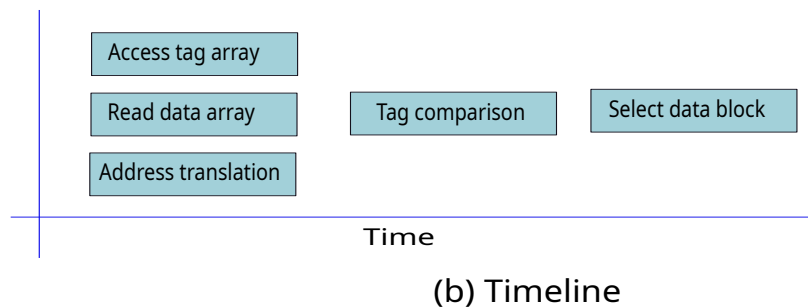 Access tag array
Read data array
Address translation
Tag comparison
Select data block
Time
(b) Timeline